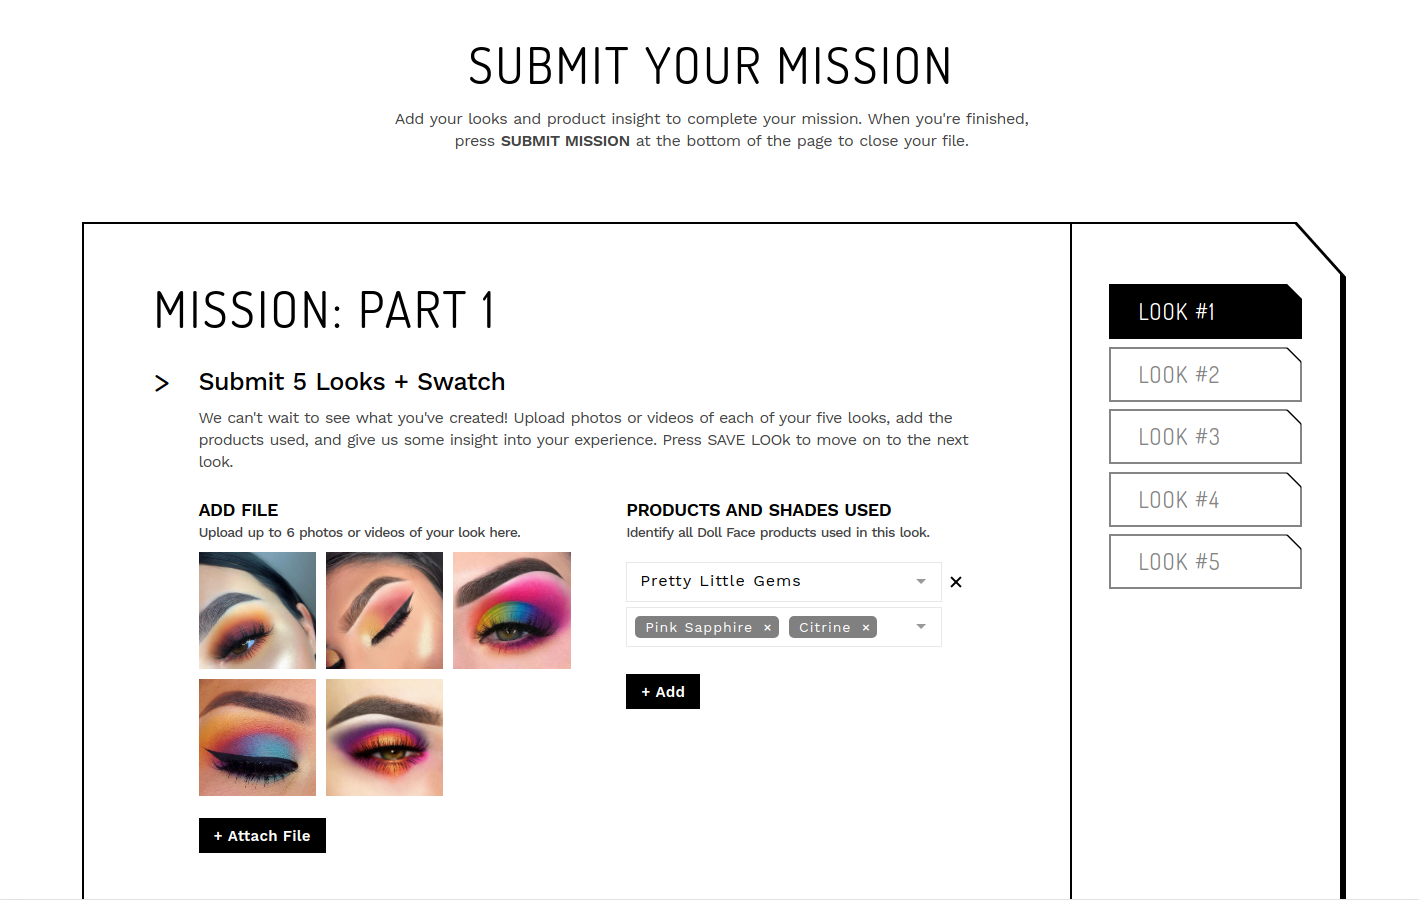 SUBMIT YOUR MISSION
Add your looks and product insight to complete your mission. When you're finished,
press SUBMIT MISSION at the bottom of the page to close your file.
MISSION: PART 1
> Submit 5 Looks + Swatch
We can't wait to see what you've created! Upload photos or videos of each of your five looks, add the
products used, and give us some insight into your experience. Press SAVE LOOk to move on to the next
look.
ADD FILE
Upload up to 6 photos or videos of your look here.
+ Attach File
PRODUCTS AND SHADES USED
Identify all Doll Face products used in this look.
Pretty Little Gems
Pink Sapphire × Citrine ×
+ Add
LOOK #1
LOOK #2
LOOK #3
LOOK #4
LOOK #5